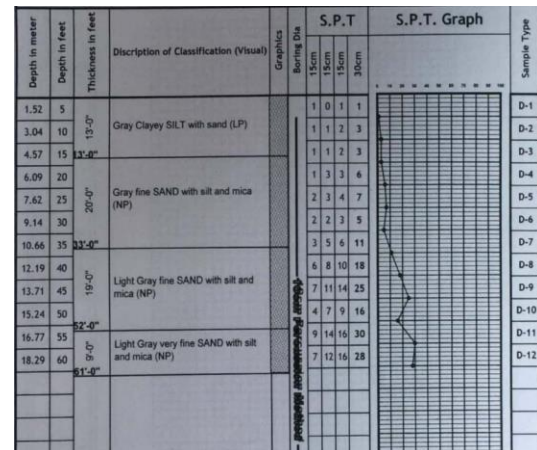 Depth in meter
Depth in feet
Thickness in feet
Discription of Classification (Visual)
Graphics
Boring Dia
S.P.T
15cm
15cm
15cm
30cm
S.P.T. Graph
Sample Type
1.52 5 1 0 1 1 D-1
3.04 10 13'-0" Gray Clayey SILT with sand (LP) 1 1 2 3 D-2
4.57 15 13'-0" 1 1 2 3 D-3
6.09 20 1 3 3 6 D-4
7.62 25 20'-0" Gray fine SAND with silt and mica
(NP) 2 3 4 7 D-5
9.14 30 2 2 3 5 D-6
10.66 35 33'-0" 3 5 6 11 D-7
12.19 40 6 8 10 18 D-8
13.71 45 19'-0" Light Gray fine SAND with silt and
mica (NP) 7 11 14 25 D-9
15.24 50 4 7 9 16 D-10
52'-0"
16.77 55 9 14 16 30 D-11
18.29 60 9'-0" Light Gray very fine SAND with silt
and mica (NP) 7 12 16 28 D-12
61'-0"
Method